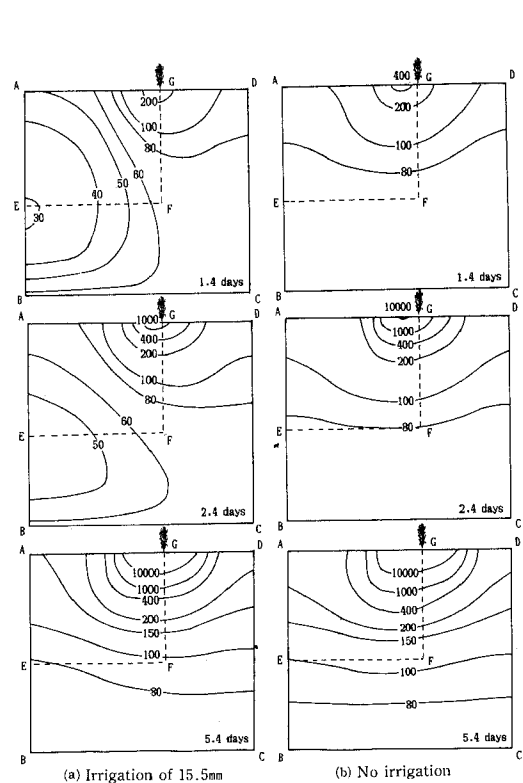 A G D
200
100
80
60
50
40
E F
30
1.4 days
B C
A G D
400
200
100
80
E F
1.4 days
B C
A G D
1000
400
200
100
80
60
E F
50
2.4 days
B C
A G D
10000
1000
400
200
100
E 80 F
2.4 days
B C
A G D
10000
1000
400
200
150
100
E F
80
5.4 days
B C
A G D
10000
1000
400
200
150
E F
100
80
5.4 days
B C
(a) Irrigation of 15.5mm
(b) No irrigation